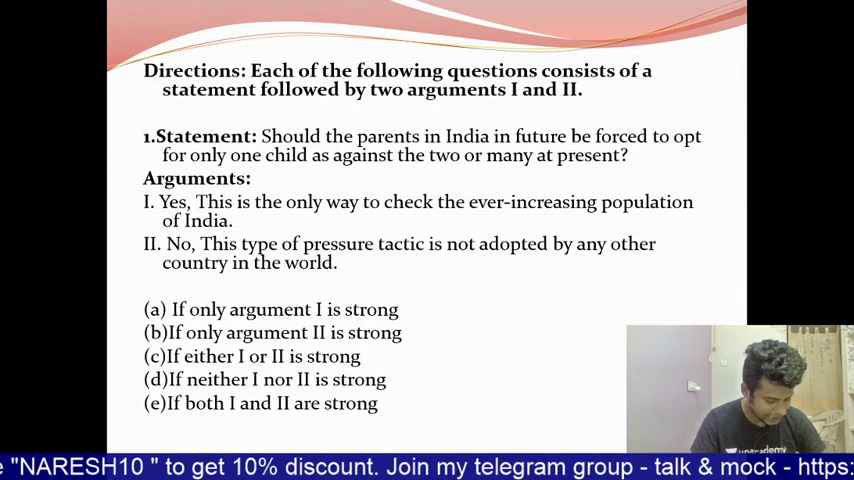 Directions: Each of the following questions consists of a
statement followed by two arguments I and II.
1.Statement: Should the parents in India in future be forced to opt
for only one child as against the two or many at present?
Arguments:
I. Yes, This is the only way to check the ever-increasing population
of India.
II. No, This type of pressure tactic is not adopted by any other
country in the world.
(a) If only argument I is strong
(b)If only argument II is strong
(c)If either I or II is strong
(d)If neither I nor II is strong
(e)If both I and II are strong
unacademy
"NARESH10 " to get 10% discount. Join my telegram group - talk & mock - https: